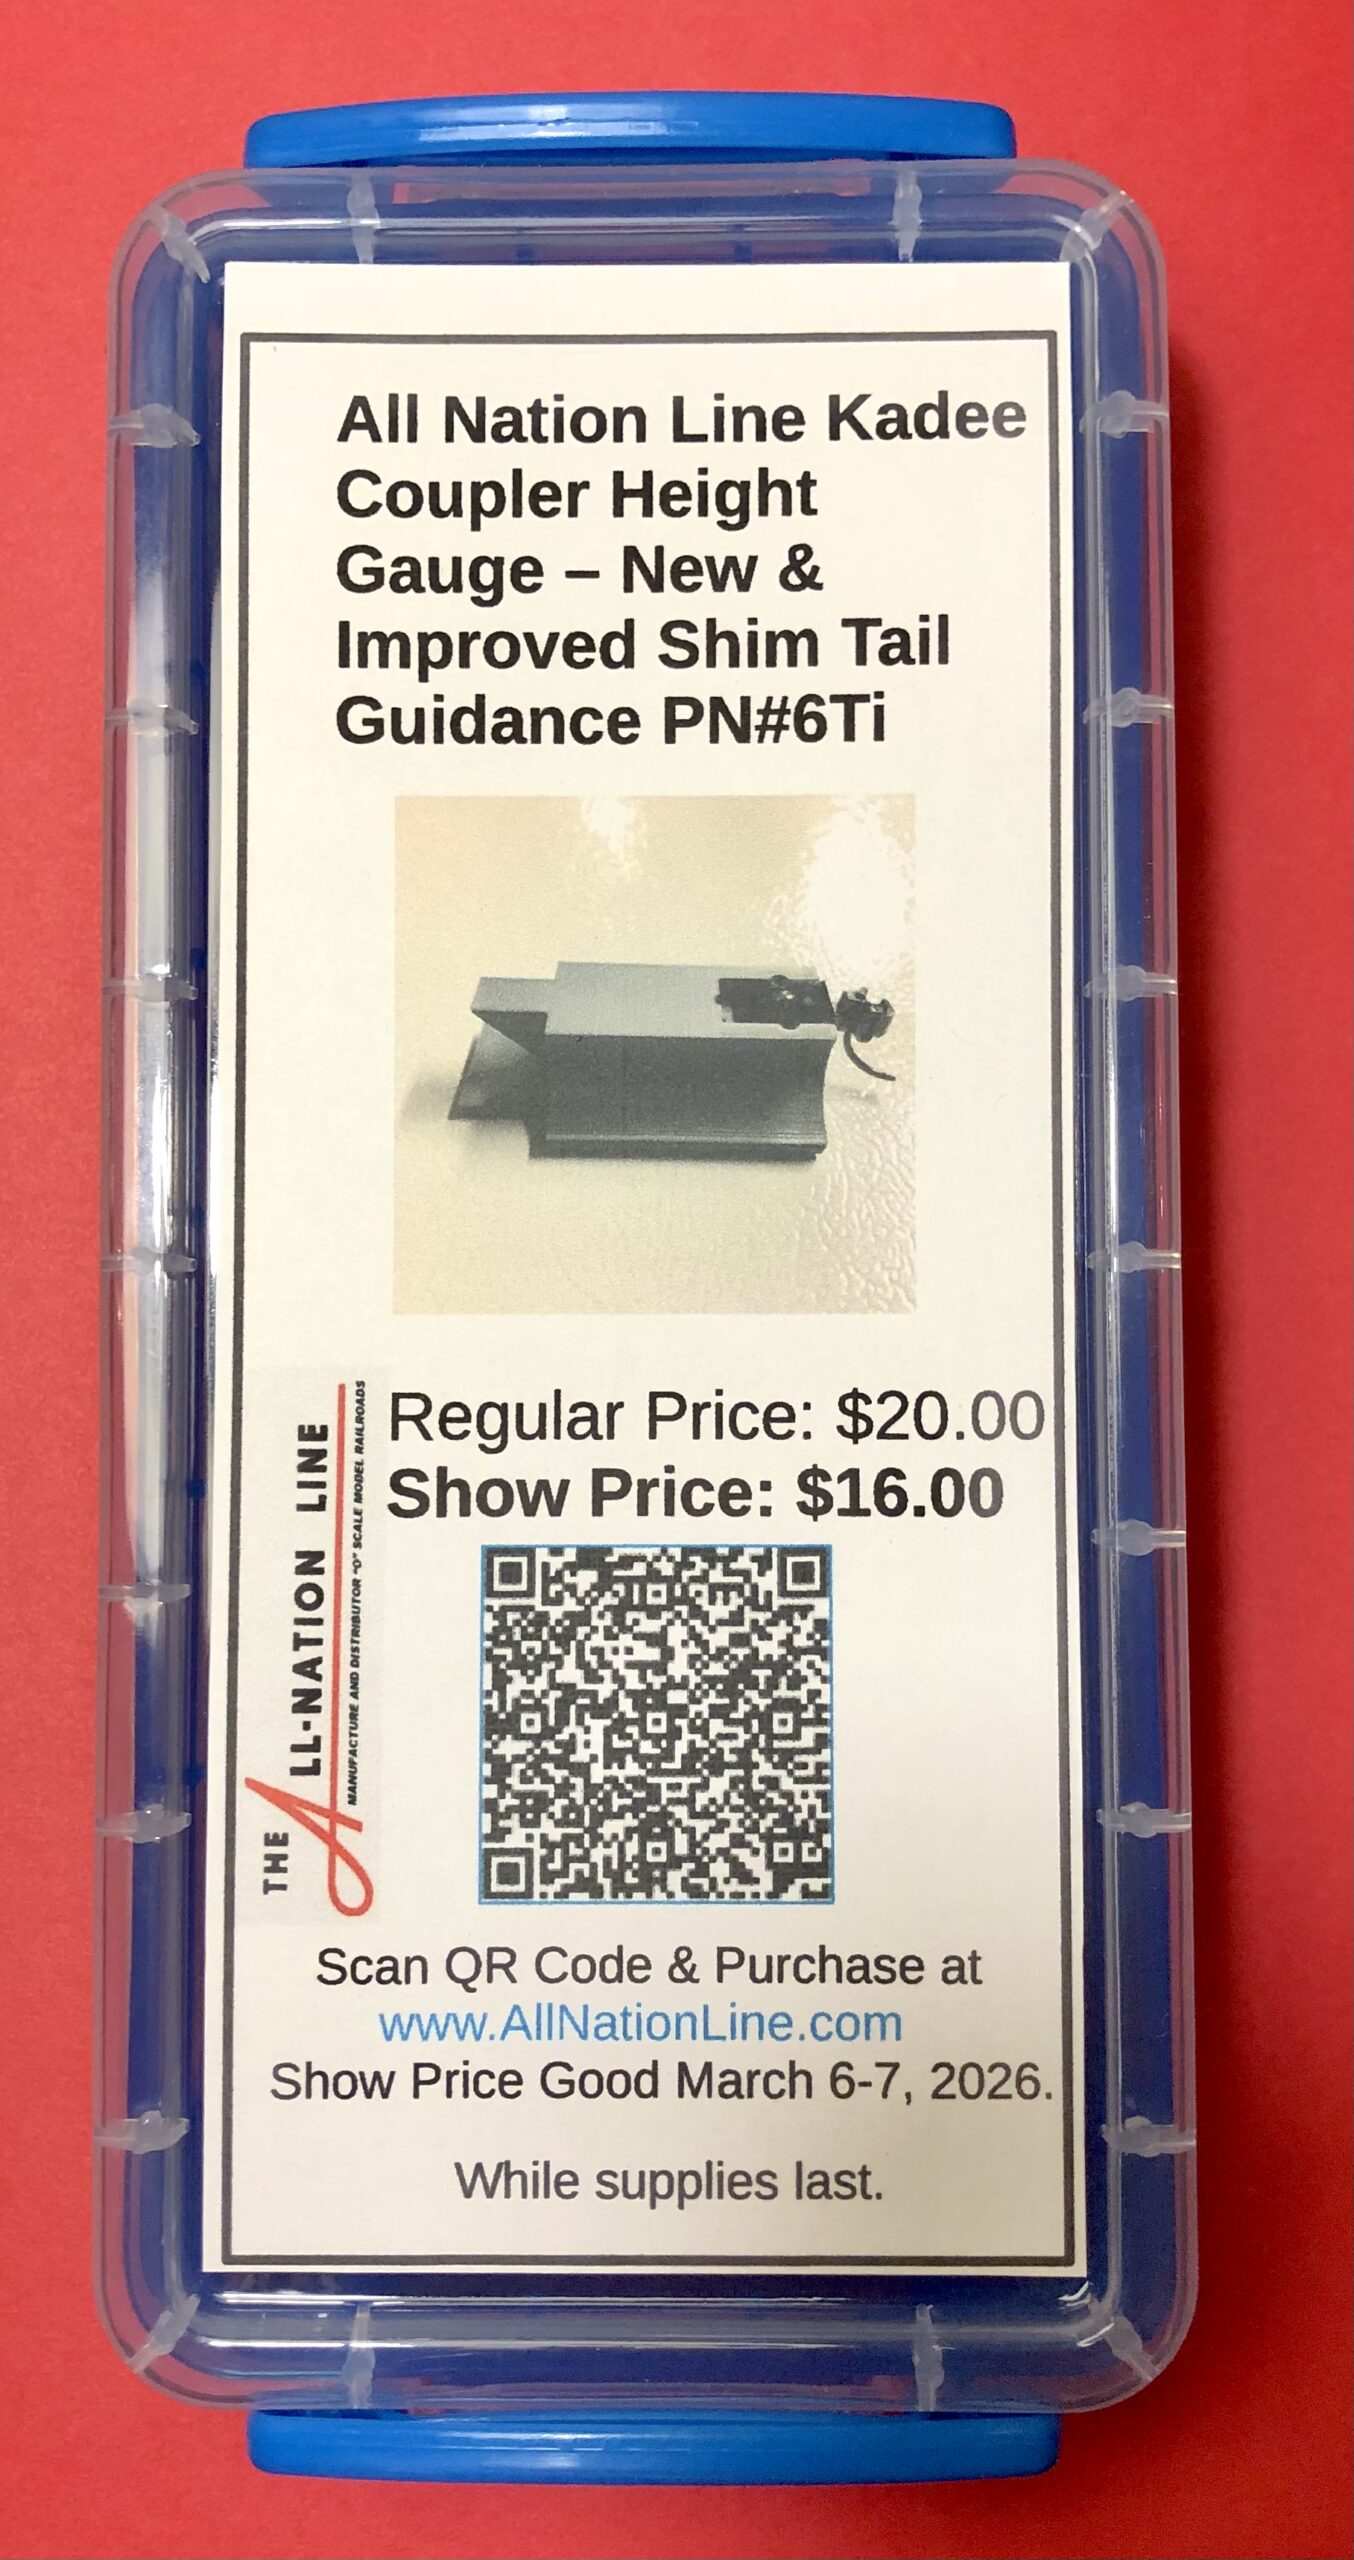 All Nation Line Kadee
Coupler Height
Gauge – New &
Improved Shim Tail
Guidance PN#6Ti
Regular Price: $20.00
Show Price: $16.00
THE ALL-NATION LINE
MANUFACTURE AND DISTRIBUTOR "O" SCALE MODEL RAILROADS
Scan QR Code & Purchase at
www.AllNationLine.com
Show Price Good March 6-7, 2026.
While supplies last.